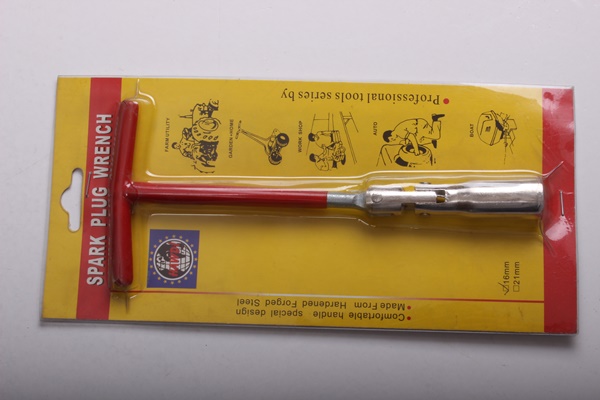 SPARK PLUG WRENCH
•Professional tools series by
FARM UTILITY
GARDEN-HOME
WORK SHOP
AUTO
BOAT
∅16mm
□21mm
•Comfortable handle special design
•Made From Hardened Forged Steel